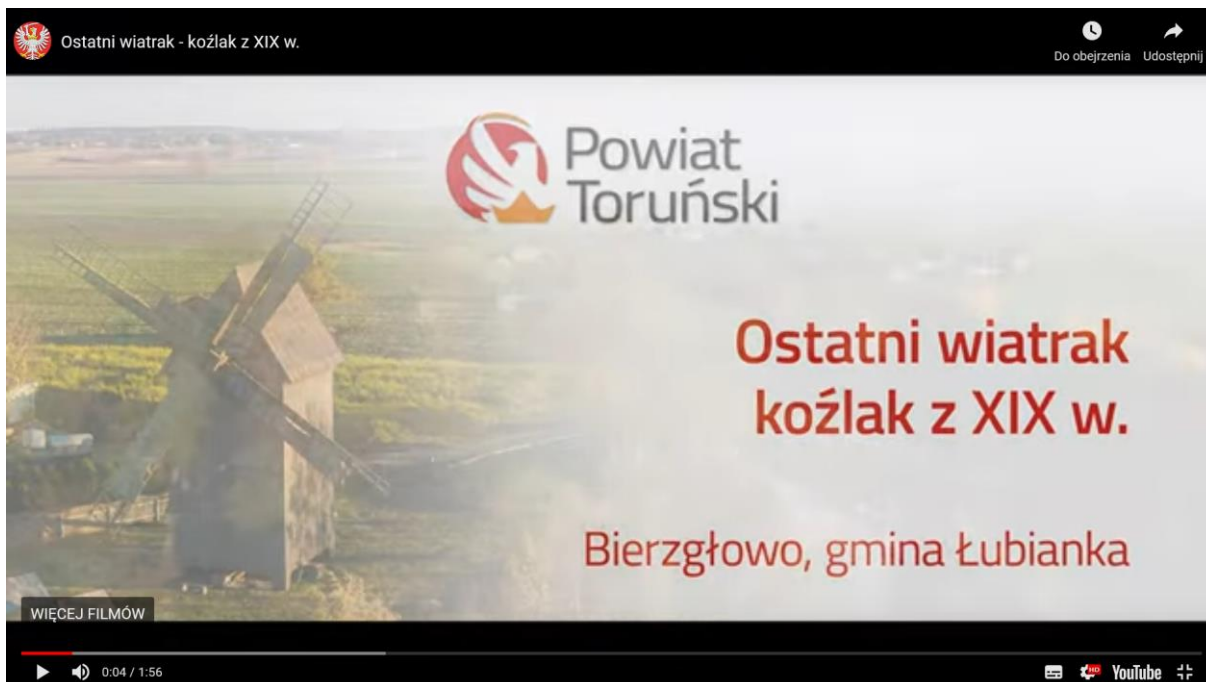 Ostatni wiatrak - koźlak z XIX w.
Do obejrzenia
Udostępnij
Powiat
Toruński
Ostatni wiatrak
koźlak z XIX w.
Bierzgłowo, gmina Łubianka
WIĘCEJ FILMÓW
0:04 / 1:56
HD
YouTube